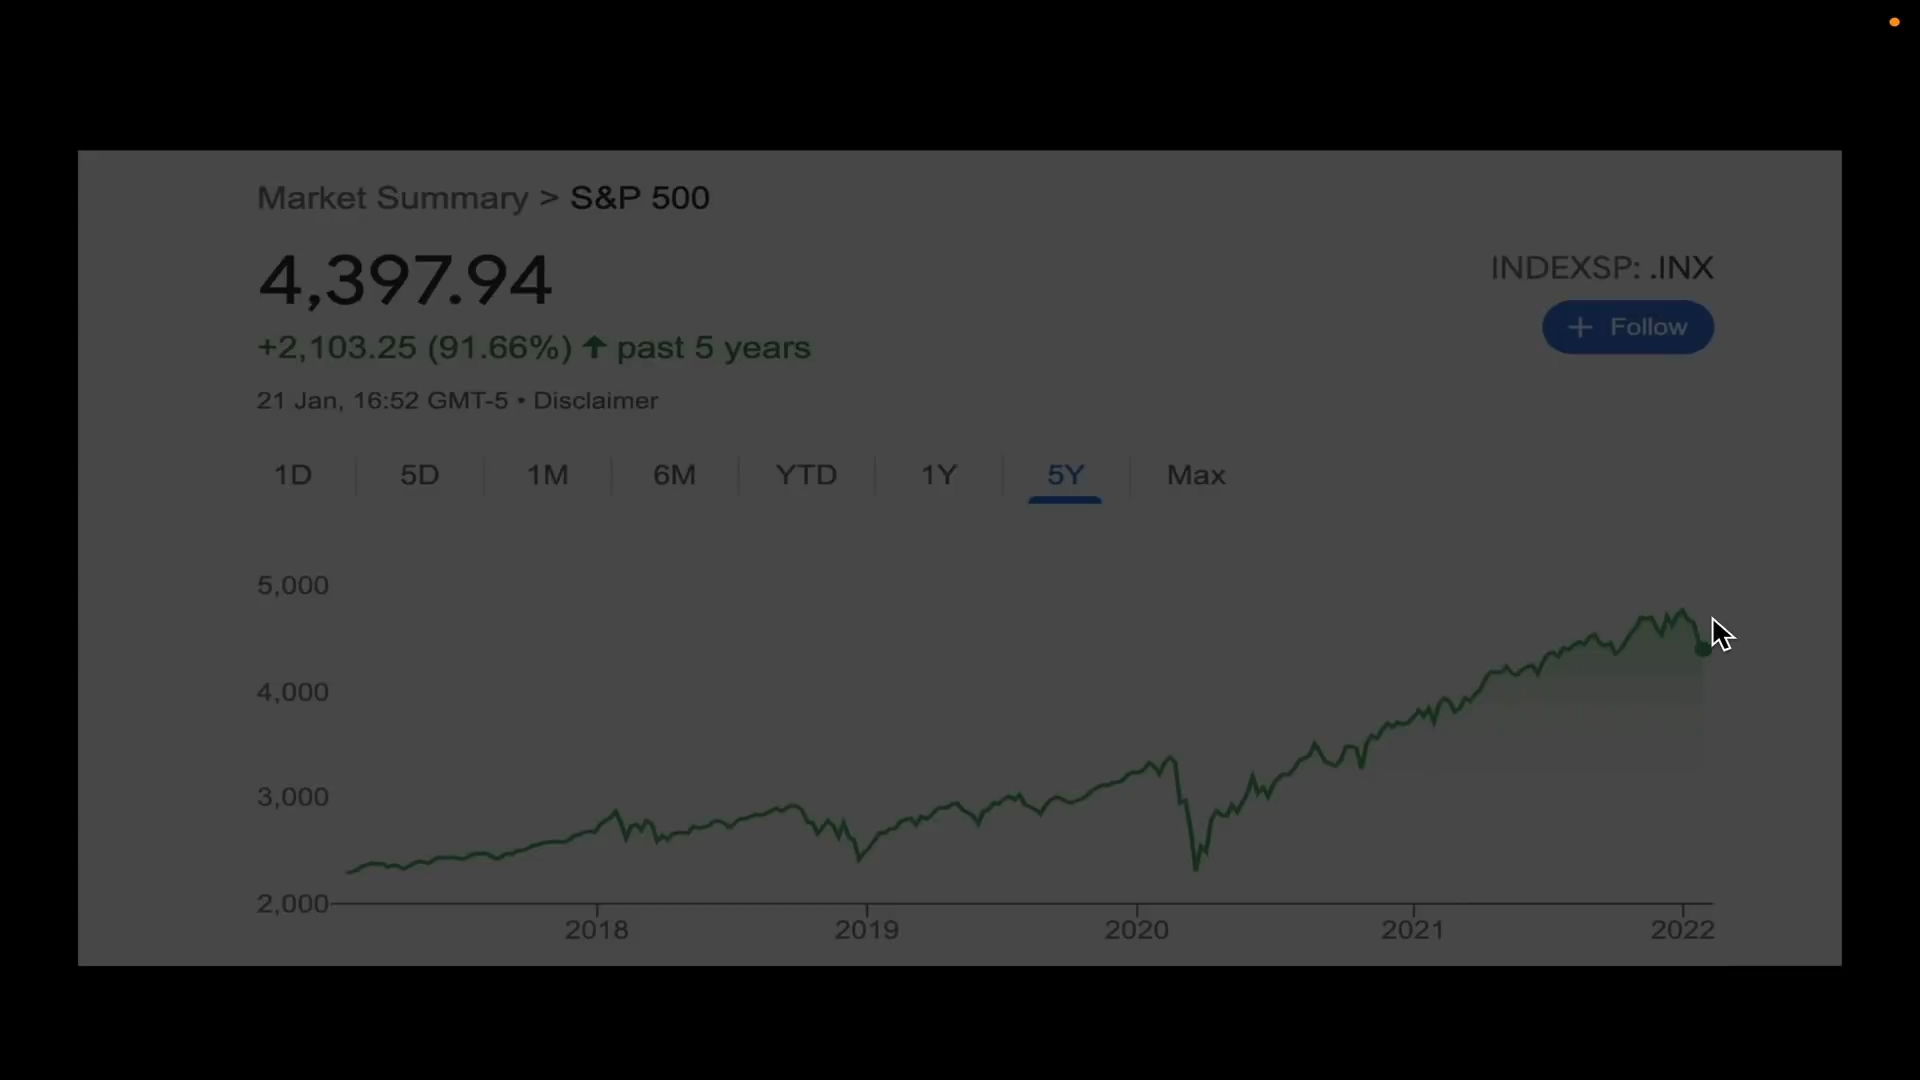 Market Summary > S&P 500
4,397.94
INDEXSP: .INX
+ Follow
+2,103.25 (91.66%) ↑ past 5 years
21 Jan, 16:52 GMT-5 • Disclaimer
1D 5D 1M 6M YTD 1Y 5Y Max
5,000
4,000
3,000
2,000
2018 2019 2020 2021 2022